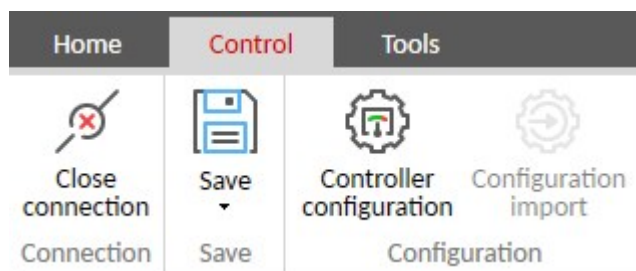 Home Control Tools
Close connection
Save
Controller configuration
Configuration import
Connection Save Configuration